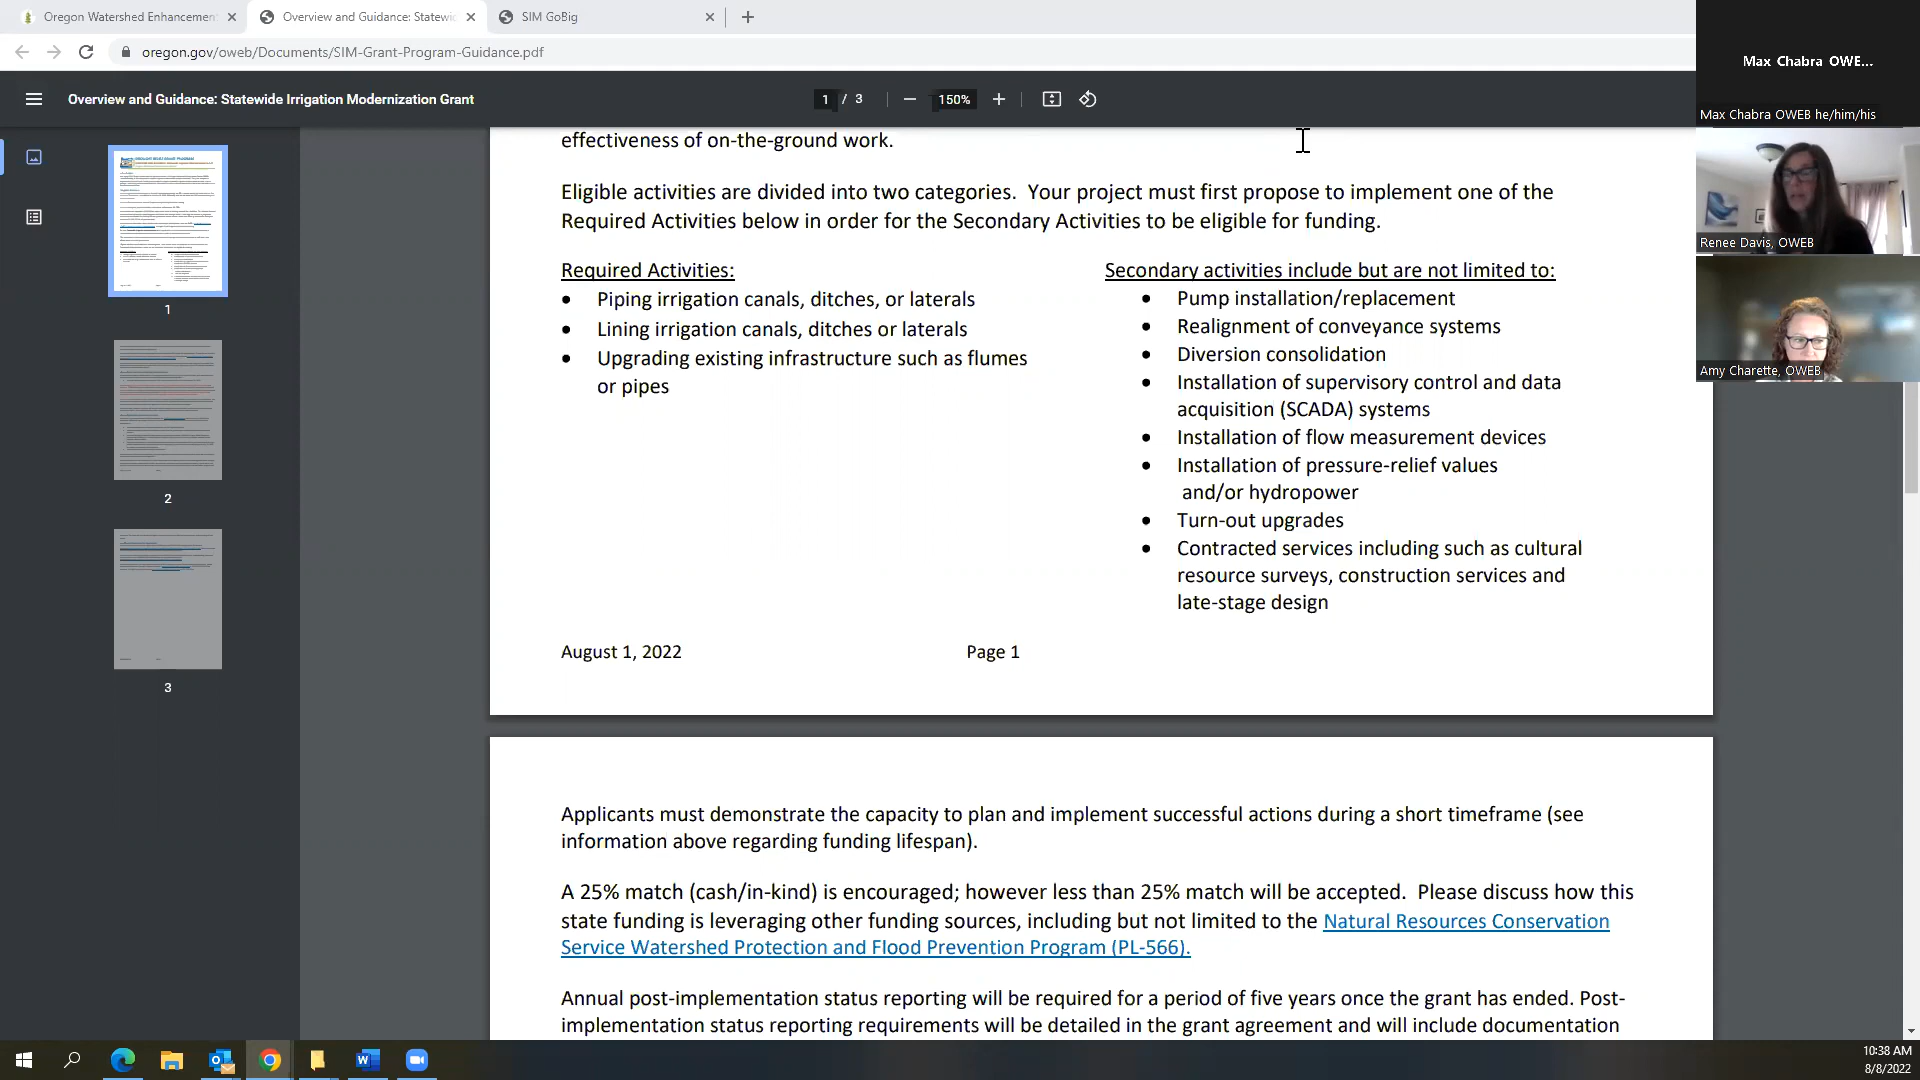 Oregon Watershed Enhancement
Overview and Guidance: Statewid
SIM GoBig
oregon.gov/oweb/Documents/SIM-Grant-Program-Guidance.pdf
Overview and Guidance: Statewide Irrigation Modernization Grant
1 / 3
150%
Max Chabra OWE...
Max Chabra OWEB he/him/his
Renee Davis, OWEB
Amy Charette, OWEB
1
2
3
effectiveness of on-the-ground work.
Eligible activities are divided into two categories. Your project must first propose to implement one of the
Required Activities below in order for the Secondary Activities to be eligible for funding.
Required Activities:
• Piping irrigation canals, ditches, or laterals
• Lining irrigation canals, ditches or laterals
• Upgrading existing infrastructure such as flumes
or pipes
Secondary activities include but are not limited to:
• Pump installation/replacement
• Realignment of conveyance systems
• Diversion consolidation
• Installation of supervisory control and data
acquisition (SCADA) systems
• Installation of flow measurement devices
• Installation of pressure-relief values
and/or hydropower
• Turn-out upgrades
• Contracted services including such as cultural
resource surveys, construction services and
late-stage design
August 1, 2022
Page 1
Applicants must demonstrate the capacity to plan and implement successful actions during a short timeframe (see
information above regarding funding lifespan).
A 25% match (cash/in-kind) is encouraged; however less than 25% match will be accepted. Please discuss how this
state funding is leveraging other funding sources, including but not limited to the Natural Resources Conservation
Service Watershed Protection and Flood Prevention Program (PL-566).
Annual post-implementation status reporting will be required for a period of five years once the grant has ended. Post-
implementation status reporting requirements will be detailed in the grant agreement and will include documentation
10:38 AM
8/8/2022